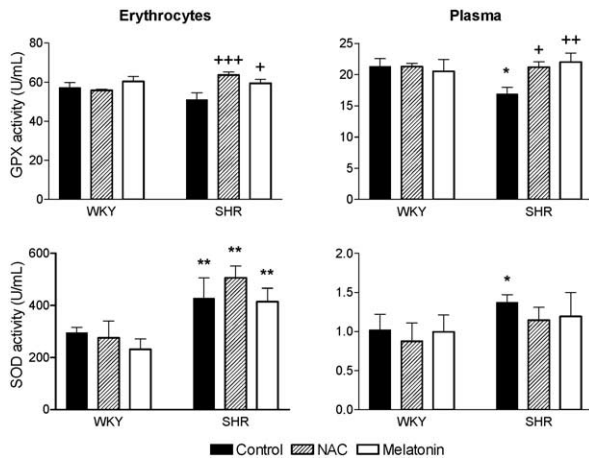 Erythrocytes
Plasma
GPX activity (U/mL)
80
60
40
20
0
+++
+
WKY
SHR
25
20
15
10
5
0
*
+
++
WKY
SHR
SOD activity (U/mL)
600
400
200
0
**
**
**
WKY
SHR
2.0
1.5
1.0
0.5
0.0
*
WKY
SHR
Control NAC Melatonin